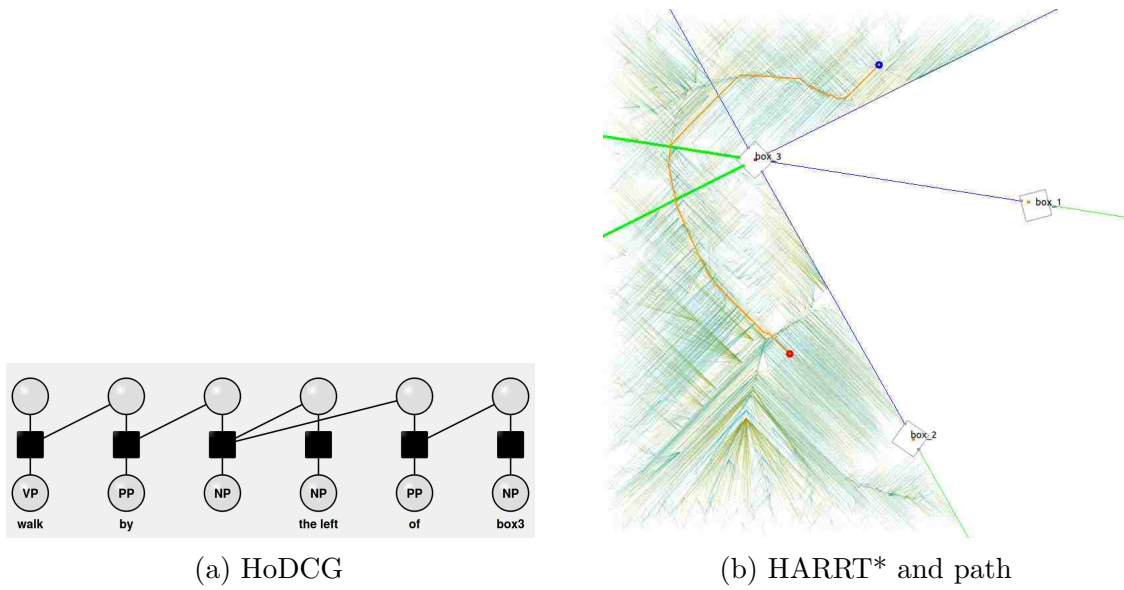 VP PP NP NP PP NP
walk by the left of box3
(a) HoDCG
box_3
box_1
box_2
(b) HARRT* and path